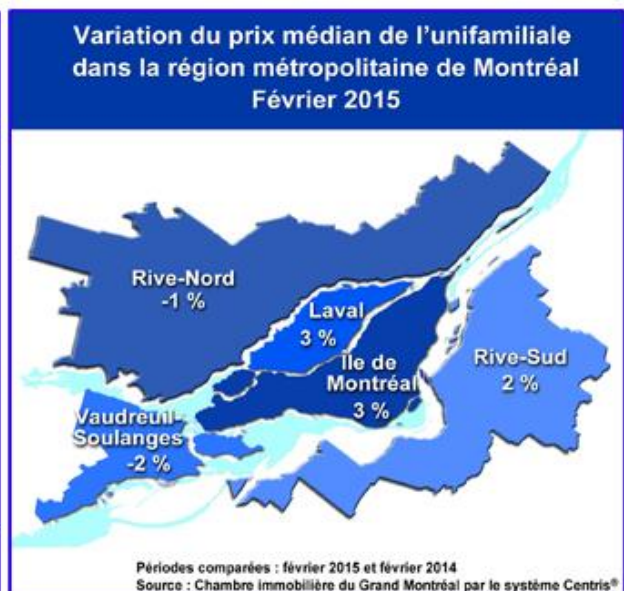 Variation du prix médian de l’unifamiliale
dans la région métropolitaine de Montréal
Février 2015
Rive-Nord
-1 %
Laval
3 %
Île de
Montréal
3 %
Rive-Sud
2 %
Vaudreuil-
Soulanges
-2 %
Périodes comparées : février 2015 et février 2014
Source : Chambre immobilière du Grand Montréal par le système Centris®